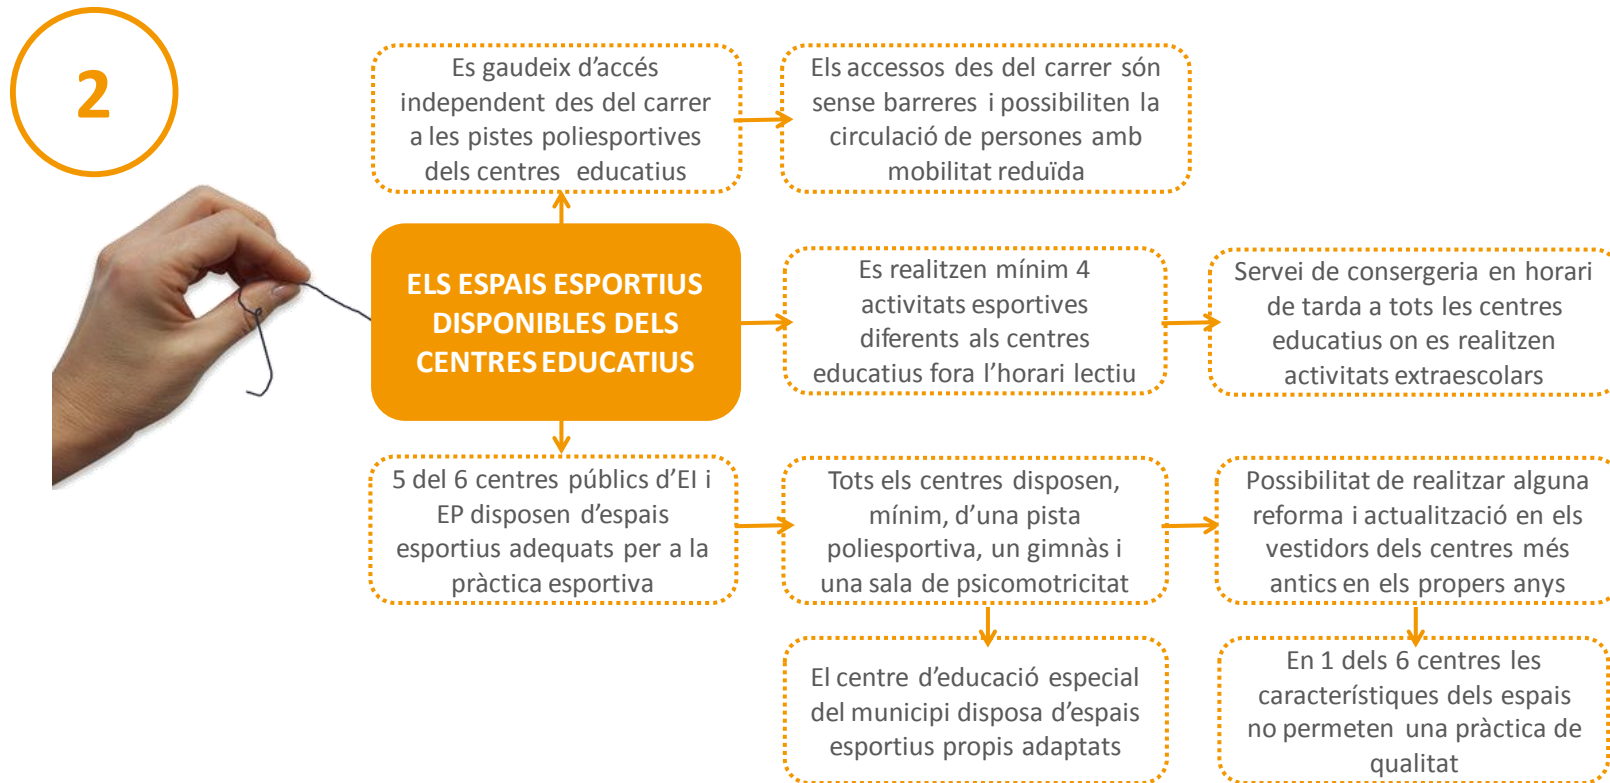 2
Es gaudeix d’accés
independent des del carrer
a les pistes poliesportives
dels centres educatius
Els accessos des del carrer són
sense barreres i possibiliten la
circulació de persones amb
mobilitat reduïda
ELS ESPAIS ESPORTIUS
DISPONIBLES DELS
CENTRES EDUCATIUS
Es realitzen mínim 4
activitats esportives
diferents als centres
educatius fora l’horari lectiu
Servei de consergeria en horari
de tarda a tots les centres
educatius on es realitzen
activitats extraescolars
5 del 6 centres públics d’EI i
EP disposen d’espais
esportius adequats per a la
pràctica esportiva
Tots els centres disposen,
mínim, d’una pista
poliesportiva, un gimnàs i
una sala de psicomotricitat
Possibilitat de realitzar alguna
reforma i actualització en els
vestidors dels centres més
antics en els propers anys
El centre d’educació especial
del municipi disposa d’espais
esportius propis adaptats
En 1 dels 6 centres les
característiques dels espais
no permeten una pràctica de
qualitat